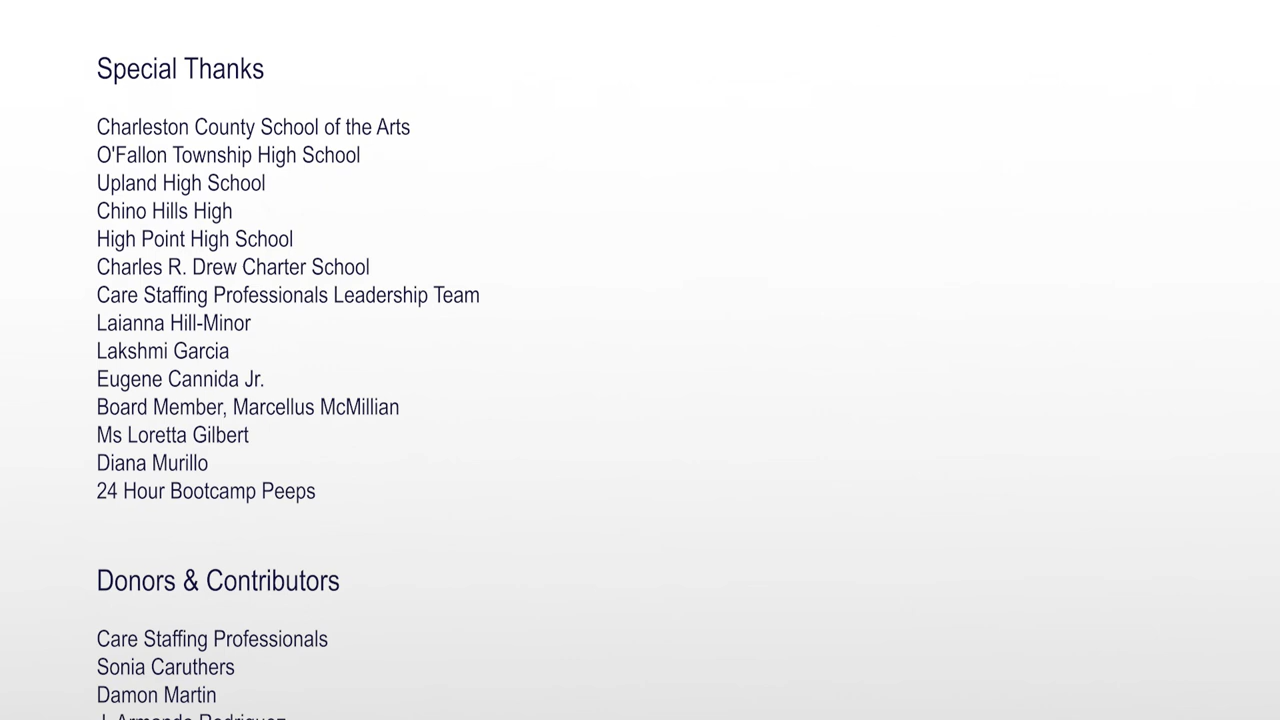 Special Thanks
Charleston County School of the Arts
O'Fallon Township High School
Upland High School
Chino Hills High
High Point High School
Charles R. Drew Charter School
Care Staffing Professionals Leadership Team
Laianna Hill-Minor
Lakshmi Garcia
Eugene Cannida Jr.
Board Member, Marcellus McMillian
Ms Loretta Gilbert
Diana Murillo
24 Hour Bootcamp Peeps
Donors & Contributors
Care Staffing Professionals
Sonia Caruthers
Damon Martin
J. Armando Rodriguez